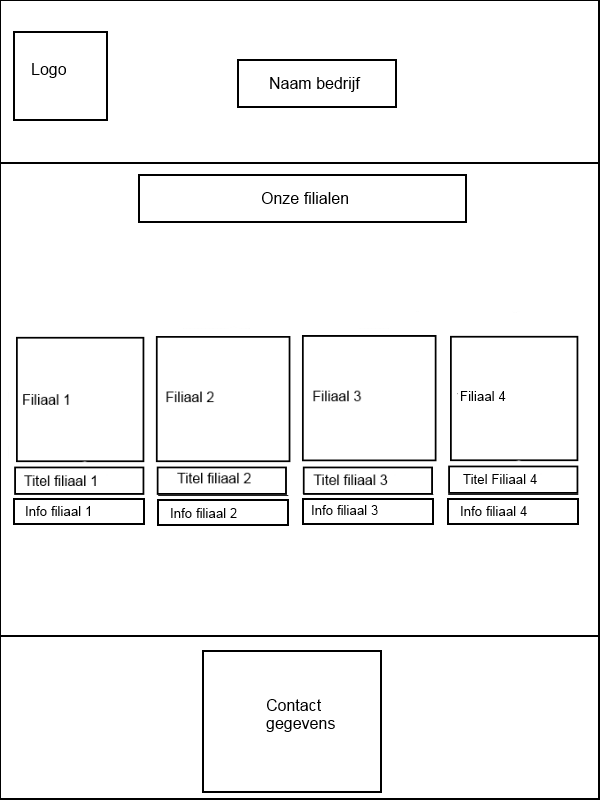 Logo
Naam bedrijf
Onze filialen
Filiaal 1
Filiaal 2
Filiaal 3
Filiaal 4
Titel filiaal 1
Titel filiaal 2
Titel filiaal 3
Titel Filiaal 4
Info filiaal 1
Info filiaal 2
Info filiaal 3
Info filiaal 4
Contact
gegevens